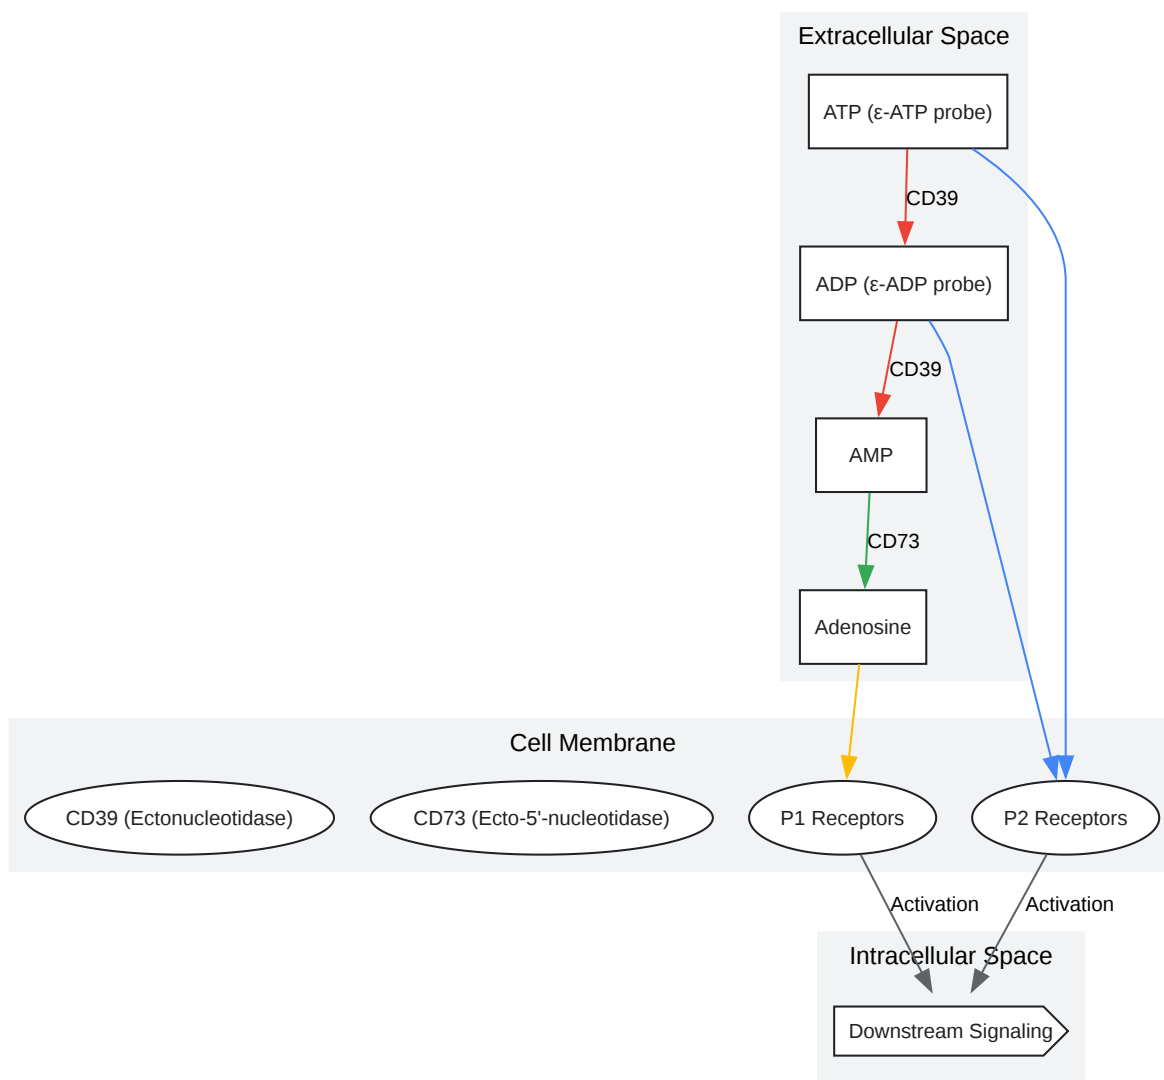 Extracellular Space
ATP (ε-ATP probe)
CD39
ADP (ε-ADP probe)
CD39
AMP
CD73
Adenosine
Cell Membrane
CD39 (Ectonucleotidase)
CD73 (Ecto-5'-nucleotidase)
P1 Receptors
P2 Receptors
Activation
Activation
Intracellular Space
Downstream Signaling